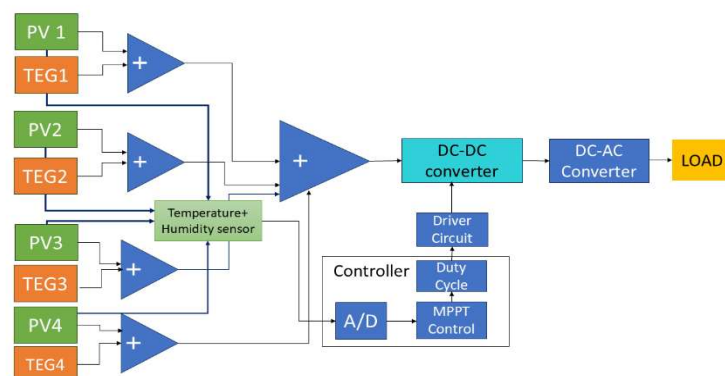 PV 1
TEG1
+
PV2
TEG2
+
+
DC-DC
converter
DC-AC
Converter
LOAD
Temperature+
Humidity sensor
Driver
Circuit
PV3
TEG3
+
Controller
Duty
Cycle
A/D
MPPT
Control
PV4
TEG4
+